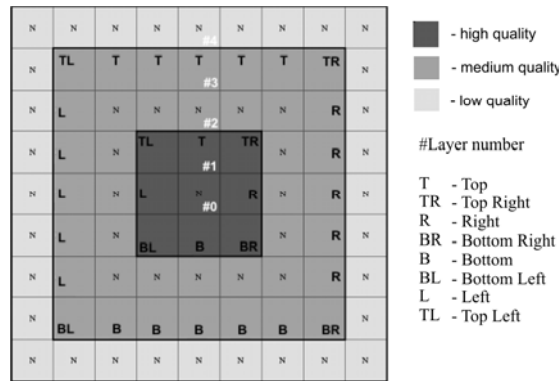 N N N N N N N N N
#4
N TL T T T T T TR N
#3
N L N N N N N R N
#2
N L N TL T TR N R N
#1
N L N L N R N R N
#0
N L N BL B BR N R N
N L N N N N N R N
N BL B B B B B BR N
N N N N N N N N N
- high quality
- medium quality
- low quality
#Layer number
T - Top
TR - Top Right
R - Right
BR - Bottom Right
B - Bottom
BL - Bottom Left
L - Left
TL - Top Left